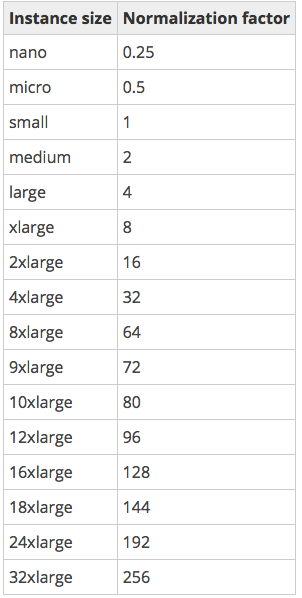 Instance size Normalization factor
nano 0.25
micro 0.5
small 1
medium 2
large 4
xlarge 8
2xlarge 16
4xlarge 32
8xlarge 64
9xlarge 72
10xlarge 80
12xlarge 96
16xlarge 128
18xlarge 144
24xlarge 192
32xlarge 256